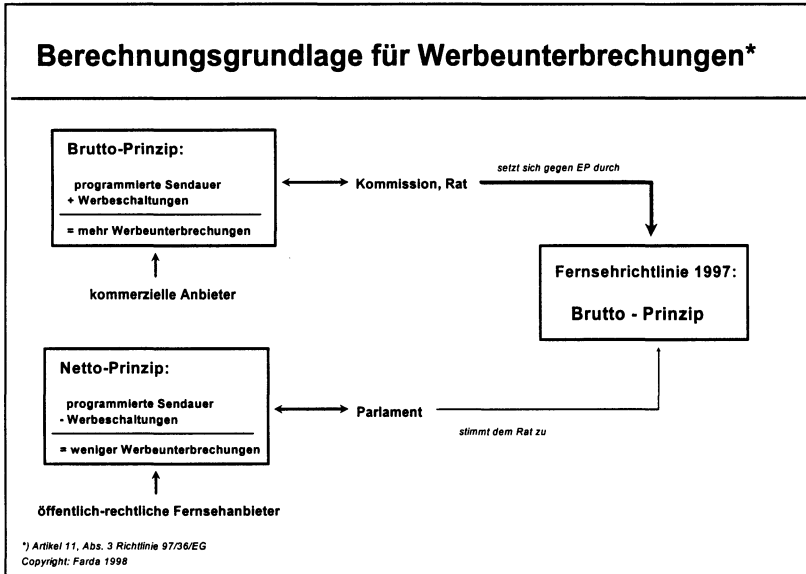 Berechnungsgrundlage für Werbeunterbrechungen*
Brutto-Prinzip:
programmierte Sendauer
+ Werbeschaltungen
= mehr Werbeunterbrechungen
kommerzielle Anbieter
Kommission, Rat
setzt sich gegen EP durch
Fernsehrichtlinie 1997:
Brutto - Prinzip
Netto-Prinzip:
programmierte Sendauer
- Werbeschaltungen
= weniger Werbeunterbrechungen
öffentlich-rechtliche Fernsehanbieter
Parlament
stimmt dem Rat zu
*) Artikel 11, Abs. 3 Richtlinie 97/36/EG
Copyright: Farda 1998